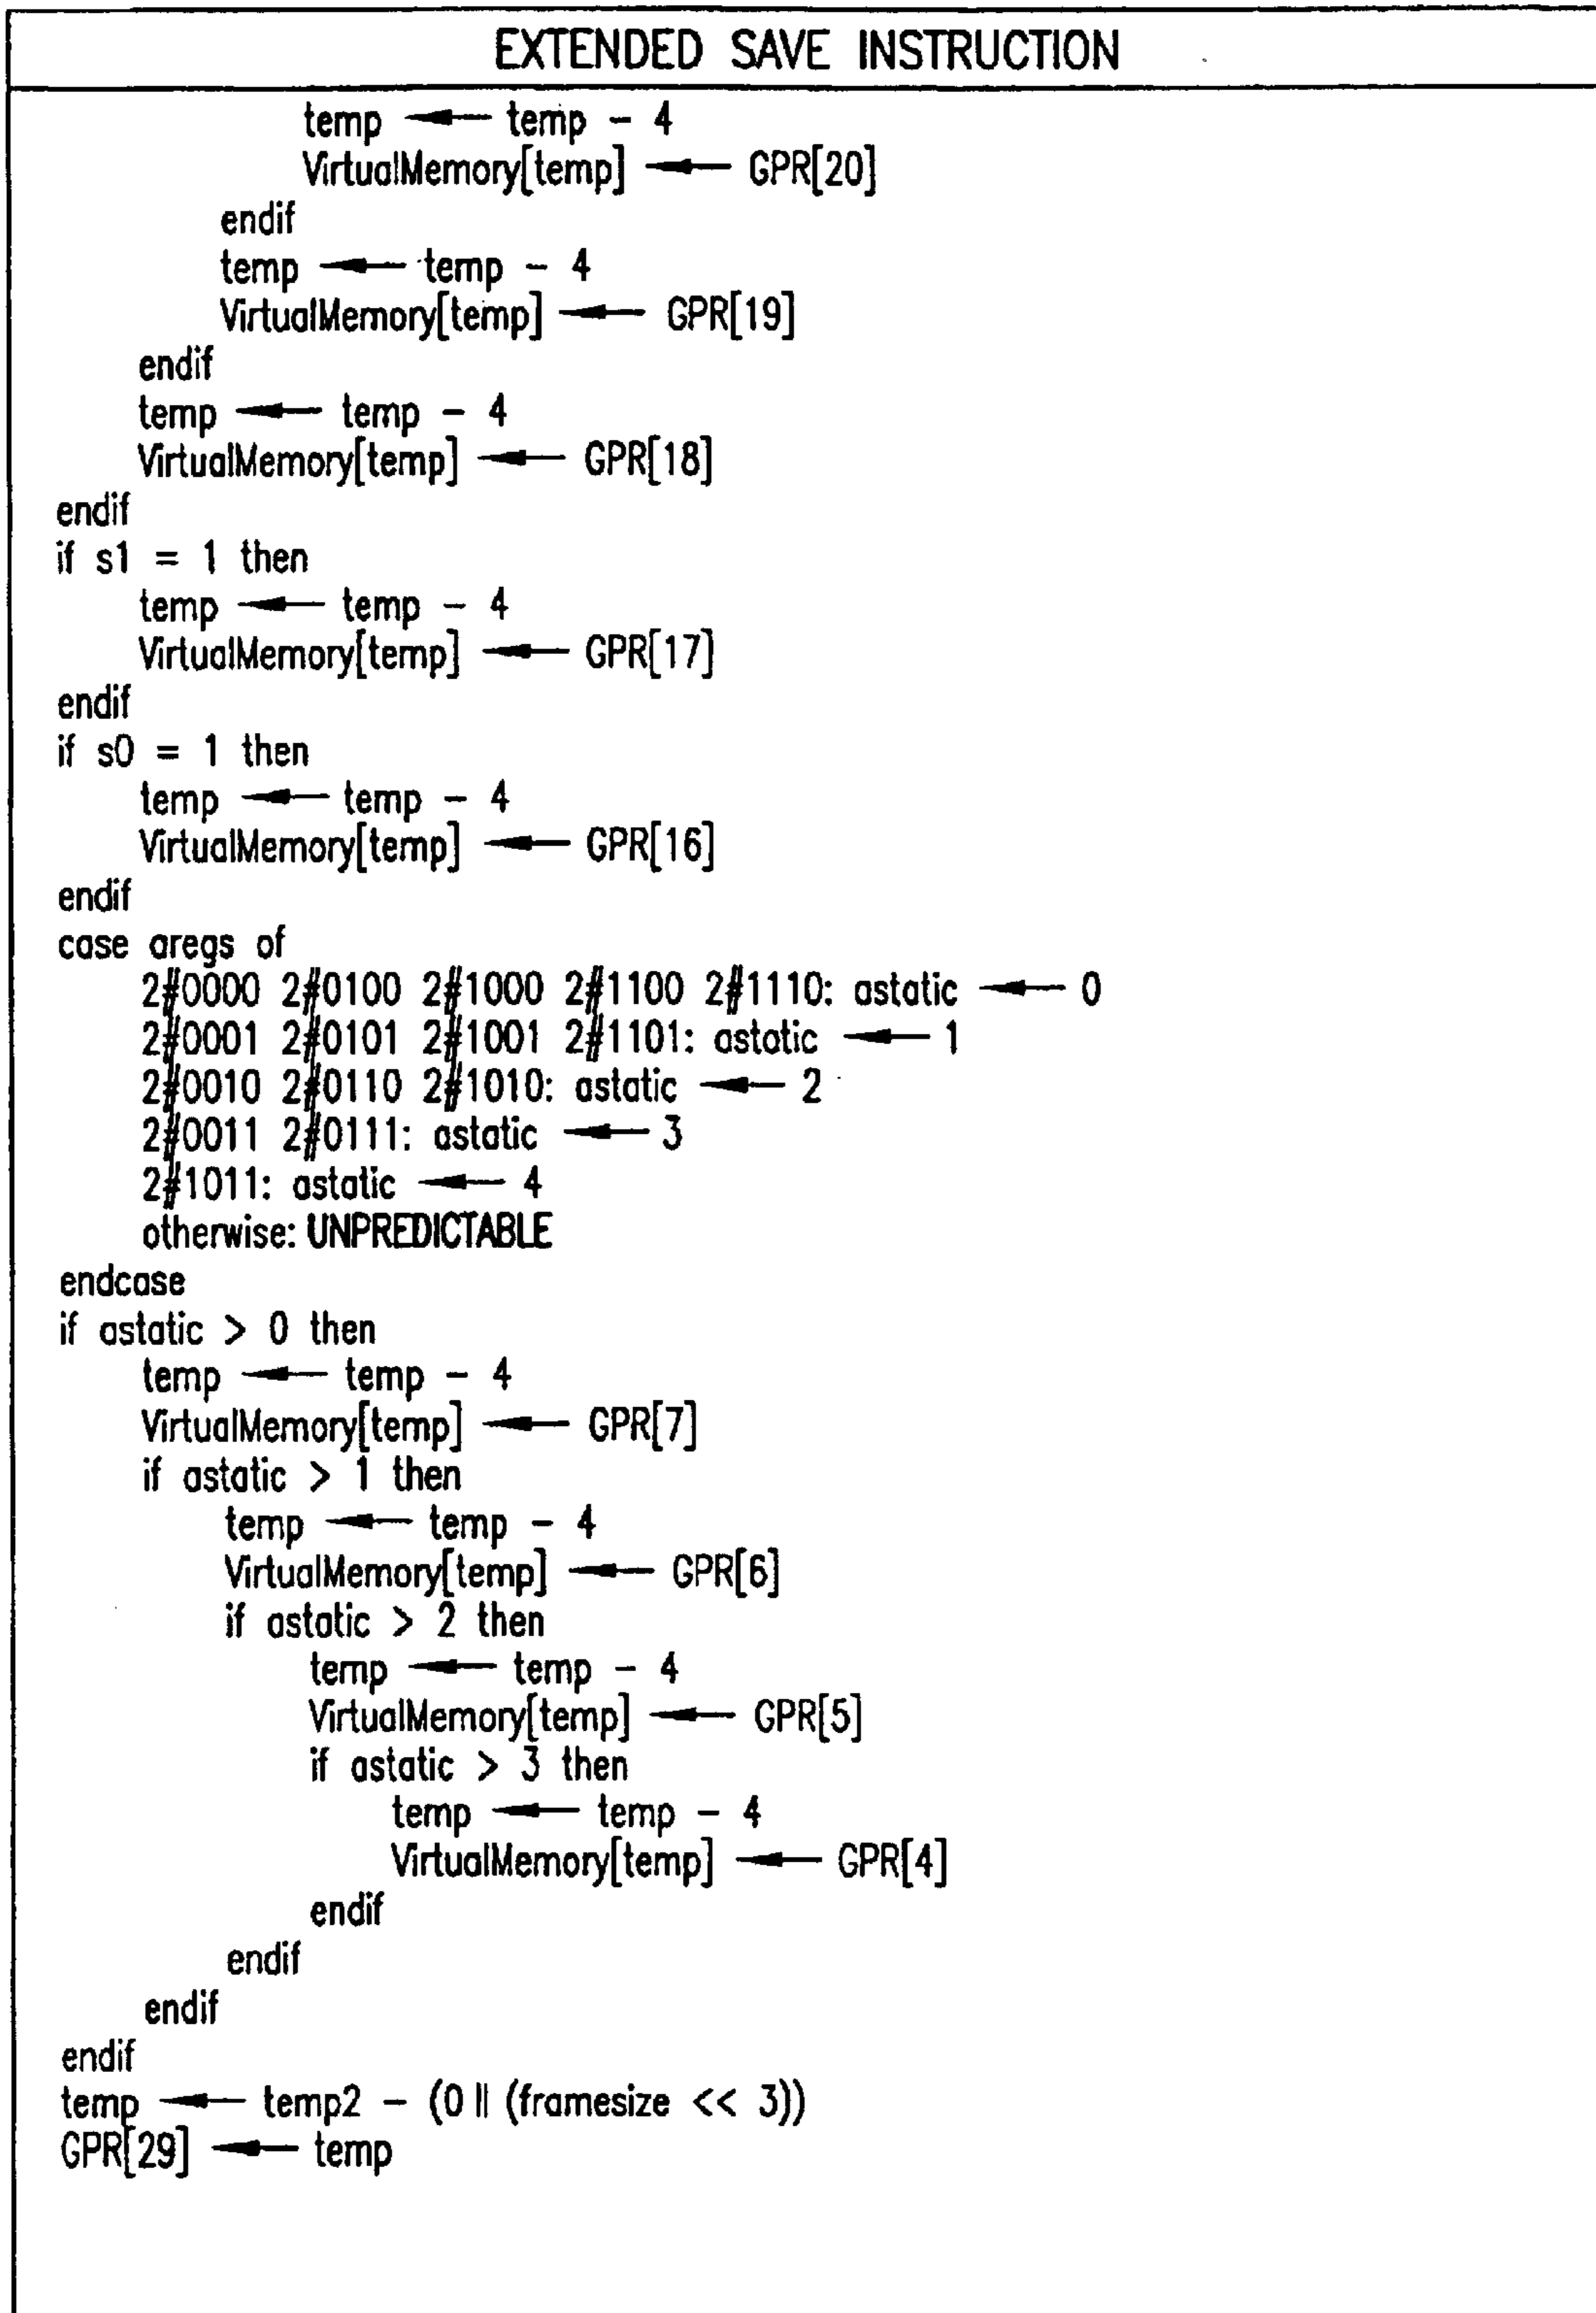 EXTENDED SAVE INSTRUCTION
temp ← temp - 4
VirtualMemory[temp] ← GPR[20]
endif
temp ← temp - 4
VirtualMemory[temp] ← GPR[19]
endif
temp ← temp - 4
VirtualMemory[temp] ← GPR[18]
endif
if s1 = 1 then
temp ← temp - 4
VirtualMemory[temp] ← GPR[17]
endif
if s0 = 1 then
temp ← temp - 4
VirtualMemory[temp] ← GPR[16]
endif
case aregs of
2#0000 2#0100 2#1000 2#1100 2#1110: astatic ← 0
2#0001 2#0101 2#1001 2#1101: astatic ← 1
2#0010 2#0110 2#1010: astatic ← 2
2#0011 2#0111: astatic ← 3
2#1011: astatic ← 4
otherwise: UNPREDICTABLE
endcase
if astatic > 0 then
temp ← temp - 4
VirtualMemory[temp] ← GPR[7]
if astatic > 1 then
temp ← temp - 4
VirtualMemory[temp] ← GPR[6]
if astatic > 2 then
temp ← temp - 4
VirtualMemory[temp] ← GPR[5]
if astatic > 3 then
temp ← temp - 4
VirtualMemory[temp] ← GPR[4]
endif
endif
endif
endif
temp ← temp2 - (0 || (framesize << 3))
GPR[29] ← temp